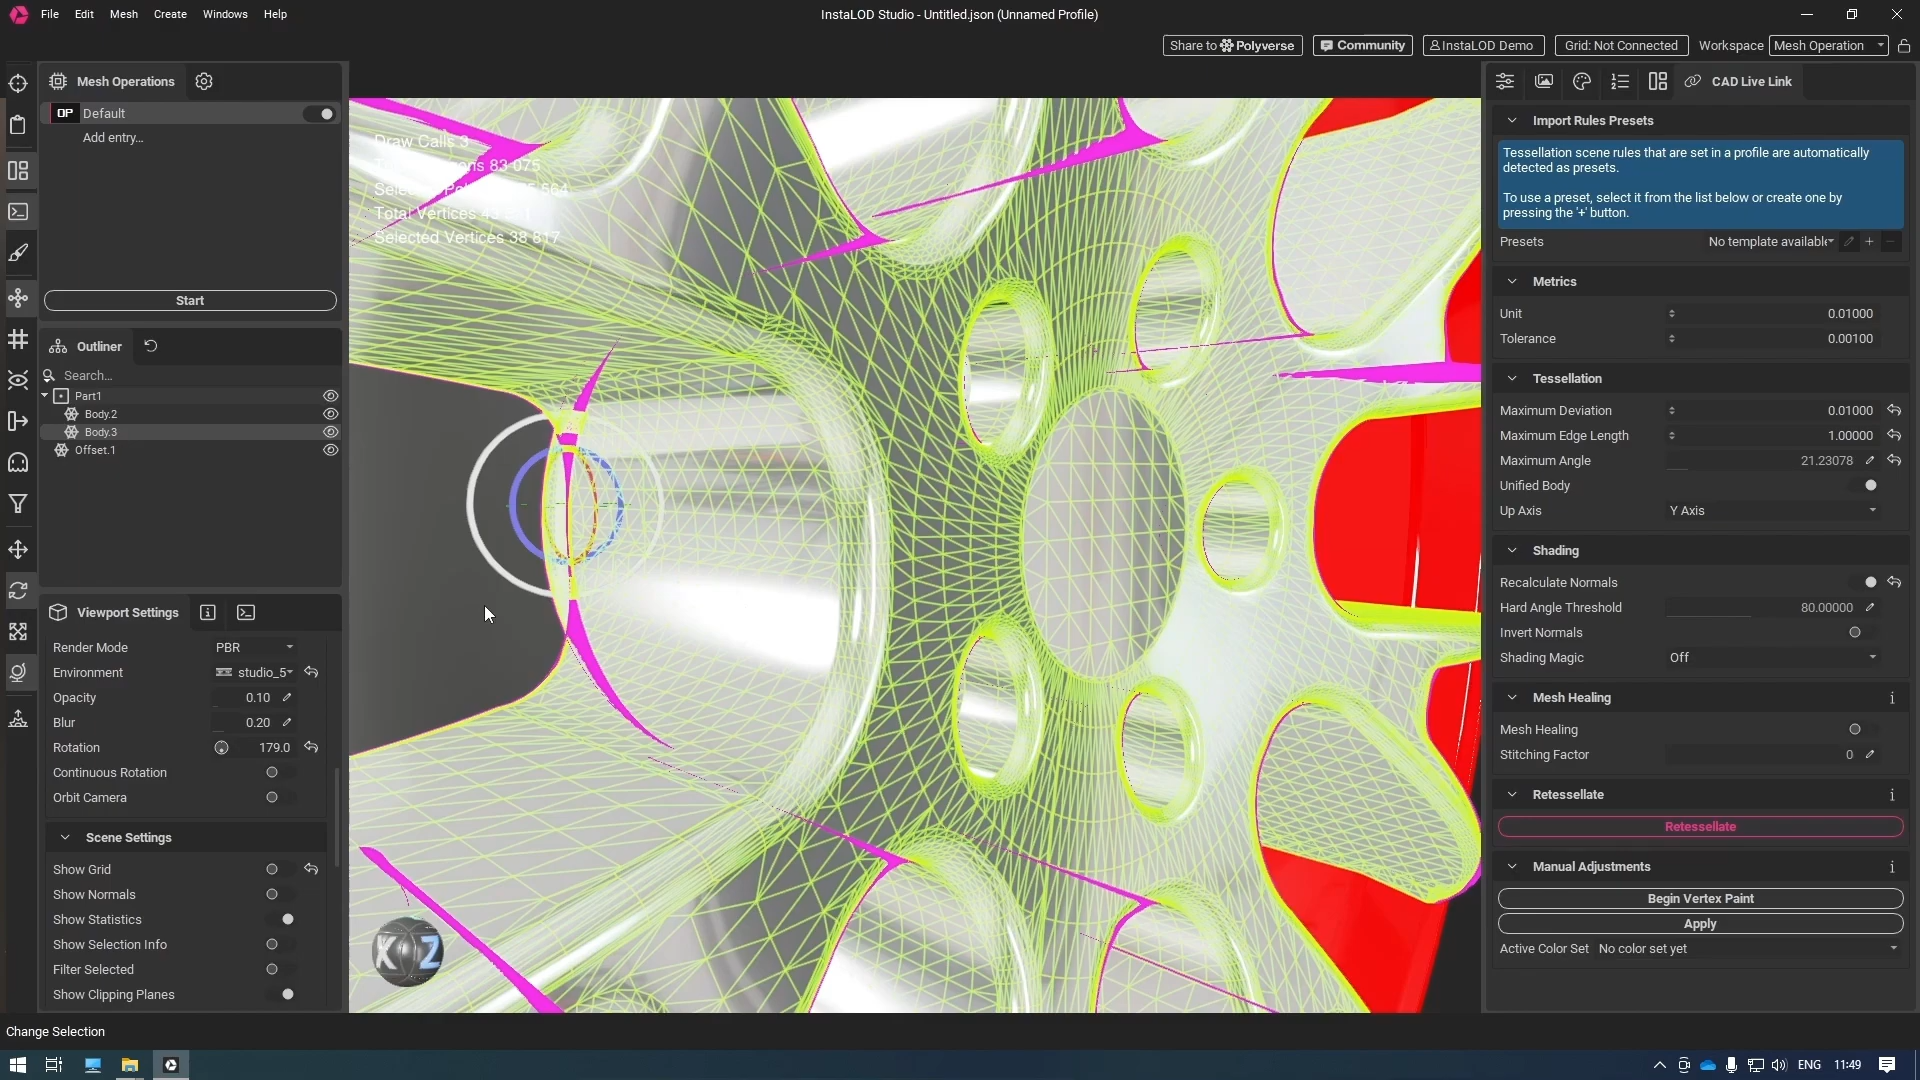 File Edit Mesh Create Windows Help
InstaLOD Studio - Untitled.json (Unnamed Profile)
Share to Polyverse
Community
InstaLOD Demo
Grid: Not Connected
Workspace
Mesh Operation
Mesh Operations
OP Default
Add entry...
Start
Outliner
Search...
Part1
Body.2
Body.3
Offset.1
Viewport Settings
Render Mode PBR
Environment studio_5
Opacity 0.10
Blur 0.20
Rotation 179.0
Continuous Rotation
Orbit Camera
Scene Settings
Show Grid
Show Normals
Show Statistics
Show Selection Info
Filter Selected
Show Clipping Planes
Draw Calls 3
83 075
564
Total Vertices
Selected Vertices 38 817
X Z
CAD Live Link
Import Rules Presets
Tessellation scene rules that are set in a profile are automatically
detected as presets.
To use a preset, select it from the list below or create one by
pressing the '+' button.
Presets No template available
Metrics
Unit 0.01000
Tolerance 0.00100
Tessellation
Maximum Deviation 0.01000
Maximum Edge Length 1.00000
Maximum Angle 21.23078
Unified Body
Up Axis Y Axis
Shading
Recalculate Normals
Hard Angle Threshold 80.00000
Invert Normals
Shading Magic Off
Mesh Healing
Mesh Healing
Stitching Factor 0
Retessellate
Retessellate
Manual Adjustments
Begin Vertex Paint
Apply
Active Color Set No color set yet
Change Selection
ENG 11:49